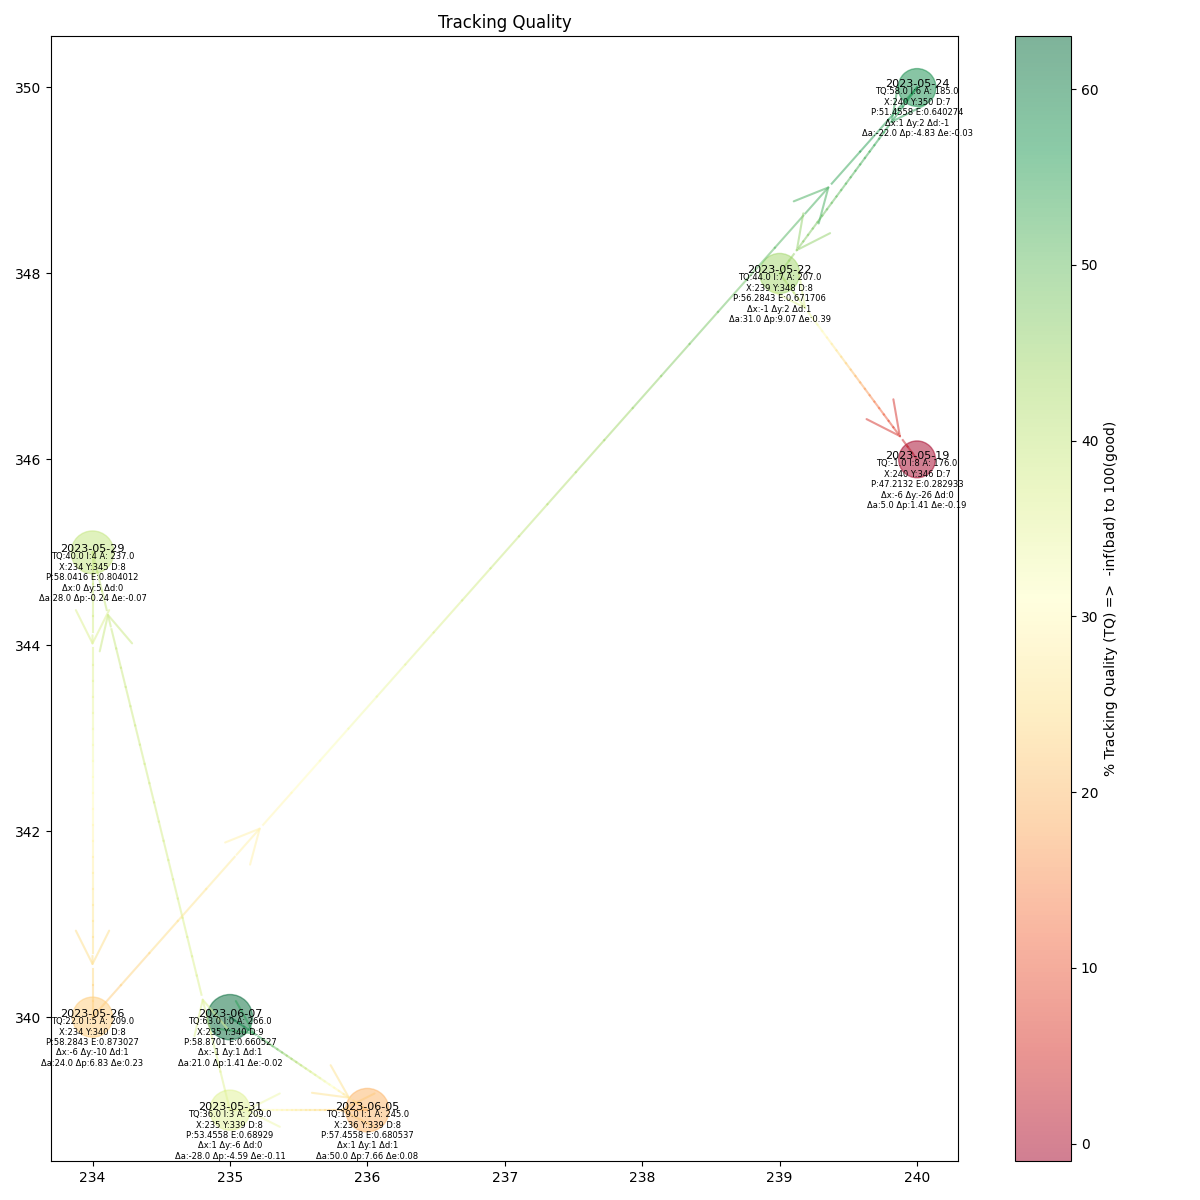 Tracking Quality
350
348
346
344
342
340
2023-05-24
TQ:58.0 I:6 A: 185.0
X:240 Y:350 D:7
P:51.4558 E:0.640274
Δx:1 Δy:2 Δd:-1
Δa:-22.0 Δp:-4.83 Δe:-0.03
2023-05-22
TQ:44.0 I:7 A: 207.0
X:239 Y:348 D:8
P:56.2843 E:0.671706
Δx:-1 Δy:2 Δd:1
Δa:31.0 Δp:9.07 Δe:0.39
2023-05-19
TQ:-1.0 I:8 A: 176.0
X:240 Y:346 D:7
P:47.2132 E:0.282933
Δx:-6 Δy:-26 Δd:0
Δa:5.0 Δp:1.41 Δe:-0.19
2023-05-29
TQ:40.0 I:4 A: 237.0
X:234 Y:345 D:8
P:58.0416 E:0.804012
Δx:0 Δy:5 Δd:0
Δa:28.0 Δp:-0.24 Δe:-0.07
2023-05-26
TQ:22.0 I:5 A: 209.0
X:234 Y:340 D:8
P:58.2843 E:0.873027
Δx:-6 Δy:-10 Δd:1
Δa:24.0 Δp:6.83 Δe:0.23
2023-06-07
TQ:63.0 I:0 A: 266.0
X:235 Y:340 D:9
P:58.8701 E:0.660527
Δx:-1 Δy:1 Δd:1
Δa:21.0 Δp:1.41 Δe:-0.02
2023-05-31
TQ:36.0 I:3 A: 209.0
X:235 Y:339 D:8
P:53.4558 E:0.68929
Δx:1 Δy:-6 Δd:0
Δa:-28.0 Δp:-4.59 Δe:-0.11
2023-06-05
TQ:19.0 I:1 A: 245.0
X:236 Y:339 D:8
P:57.4558 E:0.680537
Δx:1 Δy:1 Δd:1
Δa:50.0 Δp:7.66 Δe:0.08
234 235 236 237 238 239 240
60
50
40
30
20
10
0
% Tracking Quality (TQ) => -inf(bad) to 100(good)